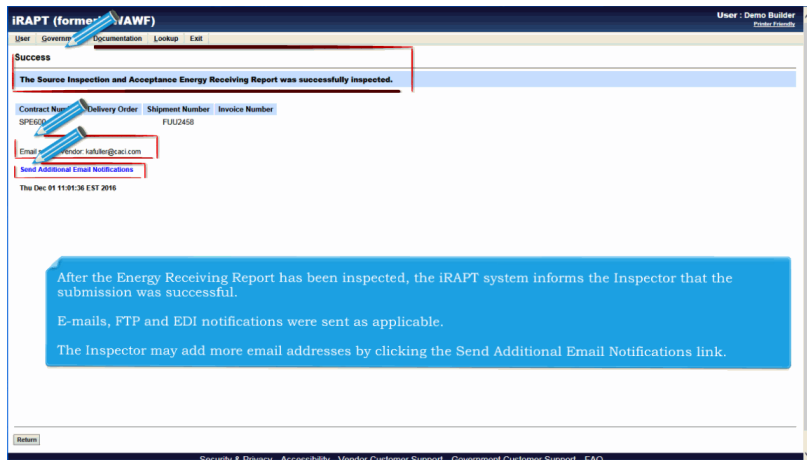 iRAPT (formerly WAWF)
User : Demo Builder
Printer Friendly
User Government Documentation Lookup Exit
Success
The Source Inspection and Acceptance Energy Receiving Report was successfully inspected.
Contract Number Delivery Order Shipment Number Invoice Number
SPE600 FUU2458
Email Vendor: kafuller@caci.com
Send Additional Email Notifications
Thu Dec 01 11:01:36 EST 2016
After the Energy Receiving Report has been inspected, the iRAPT system informs the Inspector that the
submission was successful.
E-mails, FTP and EDI notifications were sent as applicable.
The Inspector may add more email addresses by clicking the Send Additional Email Notifications link.
Return
Security & Privacy Accessibility Vendor Customer Support Government Customer Support FAQ